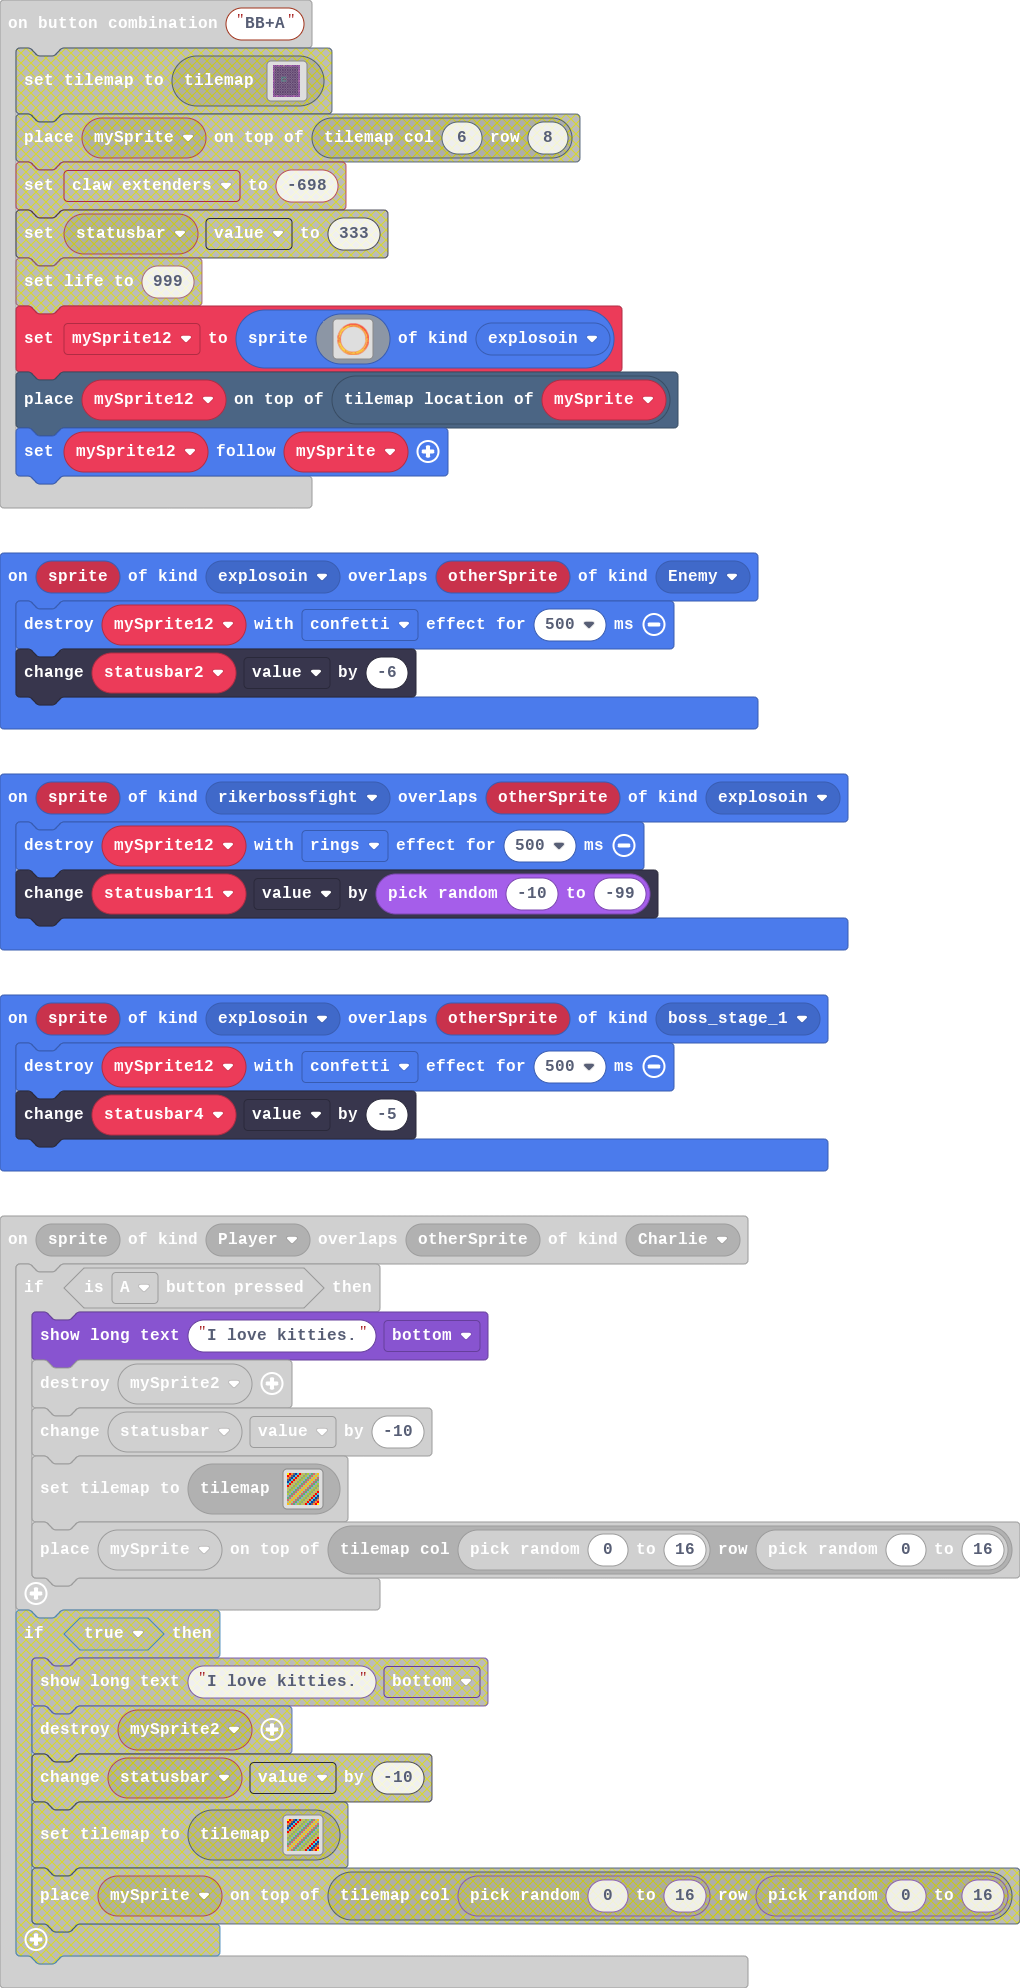 on button combination "BB+A"
set tilemap to tilemap
place mySprite on top of tilemap col 6 row 8
set claw extenders to -698
set statusbar value to 333
set life to 999
set mySprite12 to sprite of kind explosoin
place mySprite12 on top of tilemap location of mySprite
set mySprite12 follow mySprite
on sprite of kind explosoin overlaps otherSprite of kind Enemy
destroy mySprite12 with confetti effect for 500 ms
change statusbar2 value by -6
on sprite of kind rikerbossfight overlaps otherSprite of kind explosoin
destroy mySprite12 with rings effect for 500 ms
change statusbar11 value by pick random -10 to -99
on sprite of kind explosoin overlaps otherSprite of kind boss_stage_1
destroy mySprite12 with confetti effect for 500 ms
change statusbar4 value by -5
on sprite of kind Player overlaps otherSprite of kind Charlie
if is A button pressed then
show long text "I love kitties." bottom
destroy mySprite2
change statusbar value by -10
set tilemap to tilemap
place mySprite on top of tilemap col pick random 0 to 16 row pick random 0 to 16
if true then
show long text "I love kitties." bottom
destroy mySprite2
change statusbar value by -10
set tilemap to tilemap
place mySprite on top of tilemap col pick random 0 to 16 row pick random 0 to 16